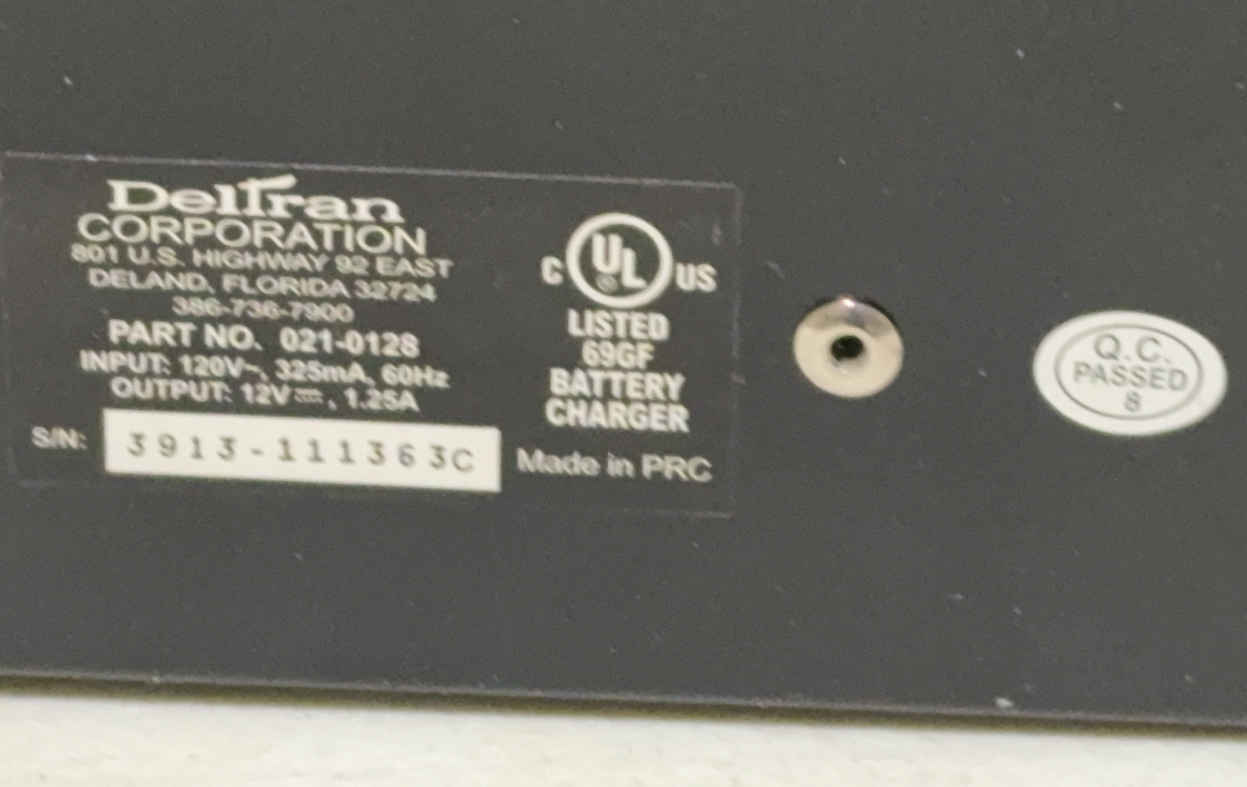 DelTran
CORPORATION
801 U.S. HIGHWAY 92 EAST
DELAND, FLORIDA 32724
386-736-7900
PART NO. 021-0128
INPUT: 120V~, 325mA, 60Hz
OUTPUT: 12V⎓, 1.25A
S/N: 3913-111363C
C UL® US
LISTED
69GF
BATTERY
CHARGER
Made in PRC
Q.C.
PASSED
8